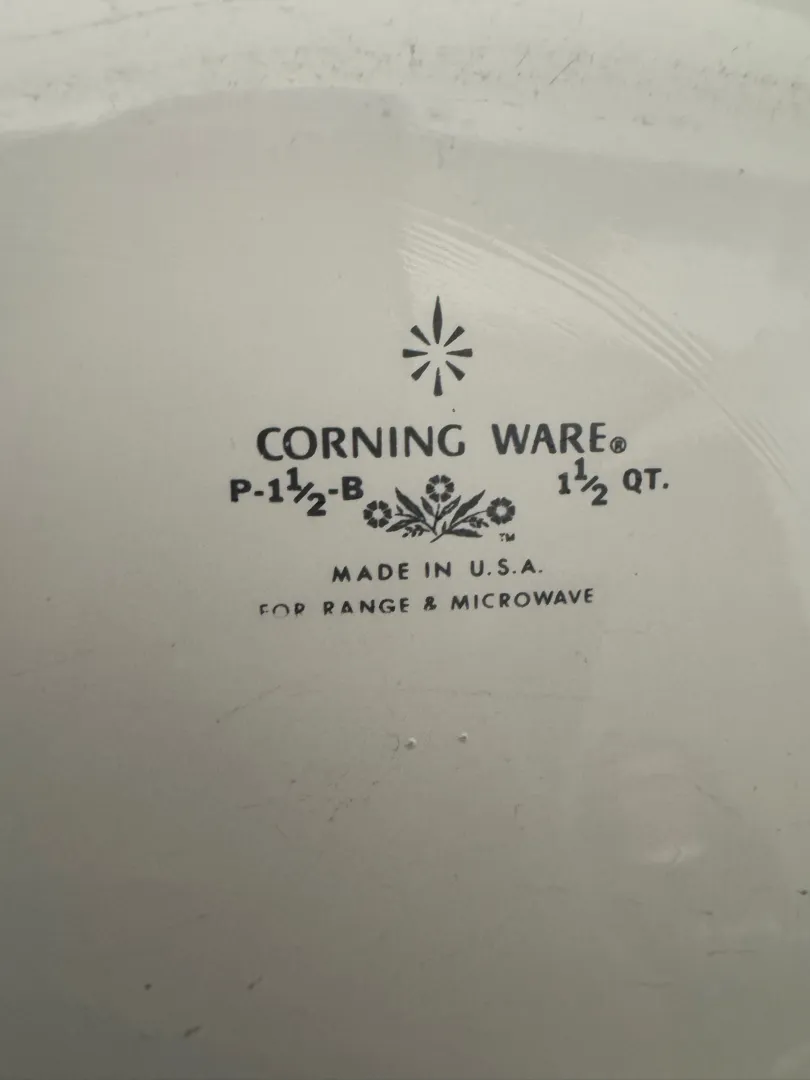 CORNING WARE®
P-1½-B 1½ QT.
™
MADE IN U.S.A.
FOR RANGE & MICROWAVE